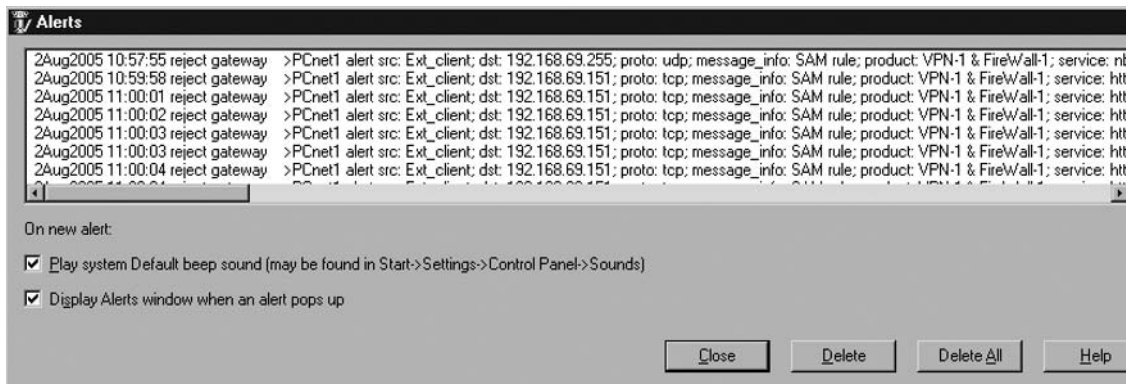 Alerts
2Aug2005 10:57:55 reject gateway >PCnet1 alert src: Ext_client; dst: 192.168.69.255; proto: udp; message_info: SAM rule; product: VPN-1 & FireWall-1; service: nb
2Aug2005 10:59:58 reject gateway >PCnet1 alert src: Ext_client; dst: 192.168.69.151; proto: tcp; message_info: SAM rule; product: VPN-1 & FireWall-1; service: htt
2Aug2005 11:00:01 reject gateway >PCnet1 alert src: Ext_client; dst: 192.168.69.151; proto: tcp; message_info: SAM rule; product: VPN-1 & FireWall-1; service: htt
2Aug2005 11:00:02 reject gateway >PCnet1 alert src: Ext_client; dst: 192.168.69.151; proto: tcp; message_info: SAM rule; product: VPN-1 & FireWall-1; service: htt
2Aug2005 11:00:03 reject gateway >PCnet1 alert src: Ext_client; dst: 192.168.69.151; proto: tcp; message_info: SAM rule; product: VPN-1 & FireWall-1; service: htt
2Aug2005 11:00:03 reject gateway >PCnet1 alert src: Ext_client; dst: 192.168.69.151; proto: tcp; message_info: SAM rule; product: VPN-1 & FireWall-1; service: htt
2Aug2005 11:00:04 reject gateway >PCnet1 alert src: Ext_client; dst: 192.168.69.151; proto: tcp; message_info: SAM rule; product: VPN-1 & FireWall-1; service: htt
On new alert:
Play system Default beep sound (may be found in Start->Settings->Control Panel->Sounds)
Display Alerts window when an alert pops up
Close Delete Delete All Help